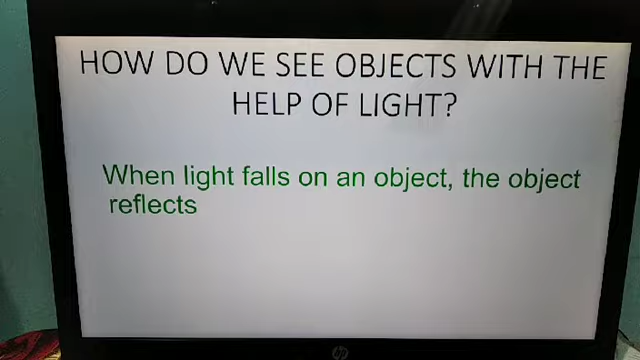 HOW DO WE SEE OBJECTS WITH THE
HELP OF LIGHT?
When light falls on an object, the object
reflects
hp